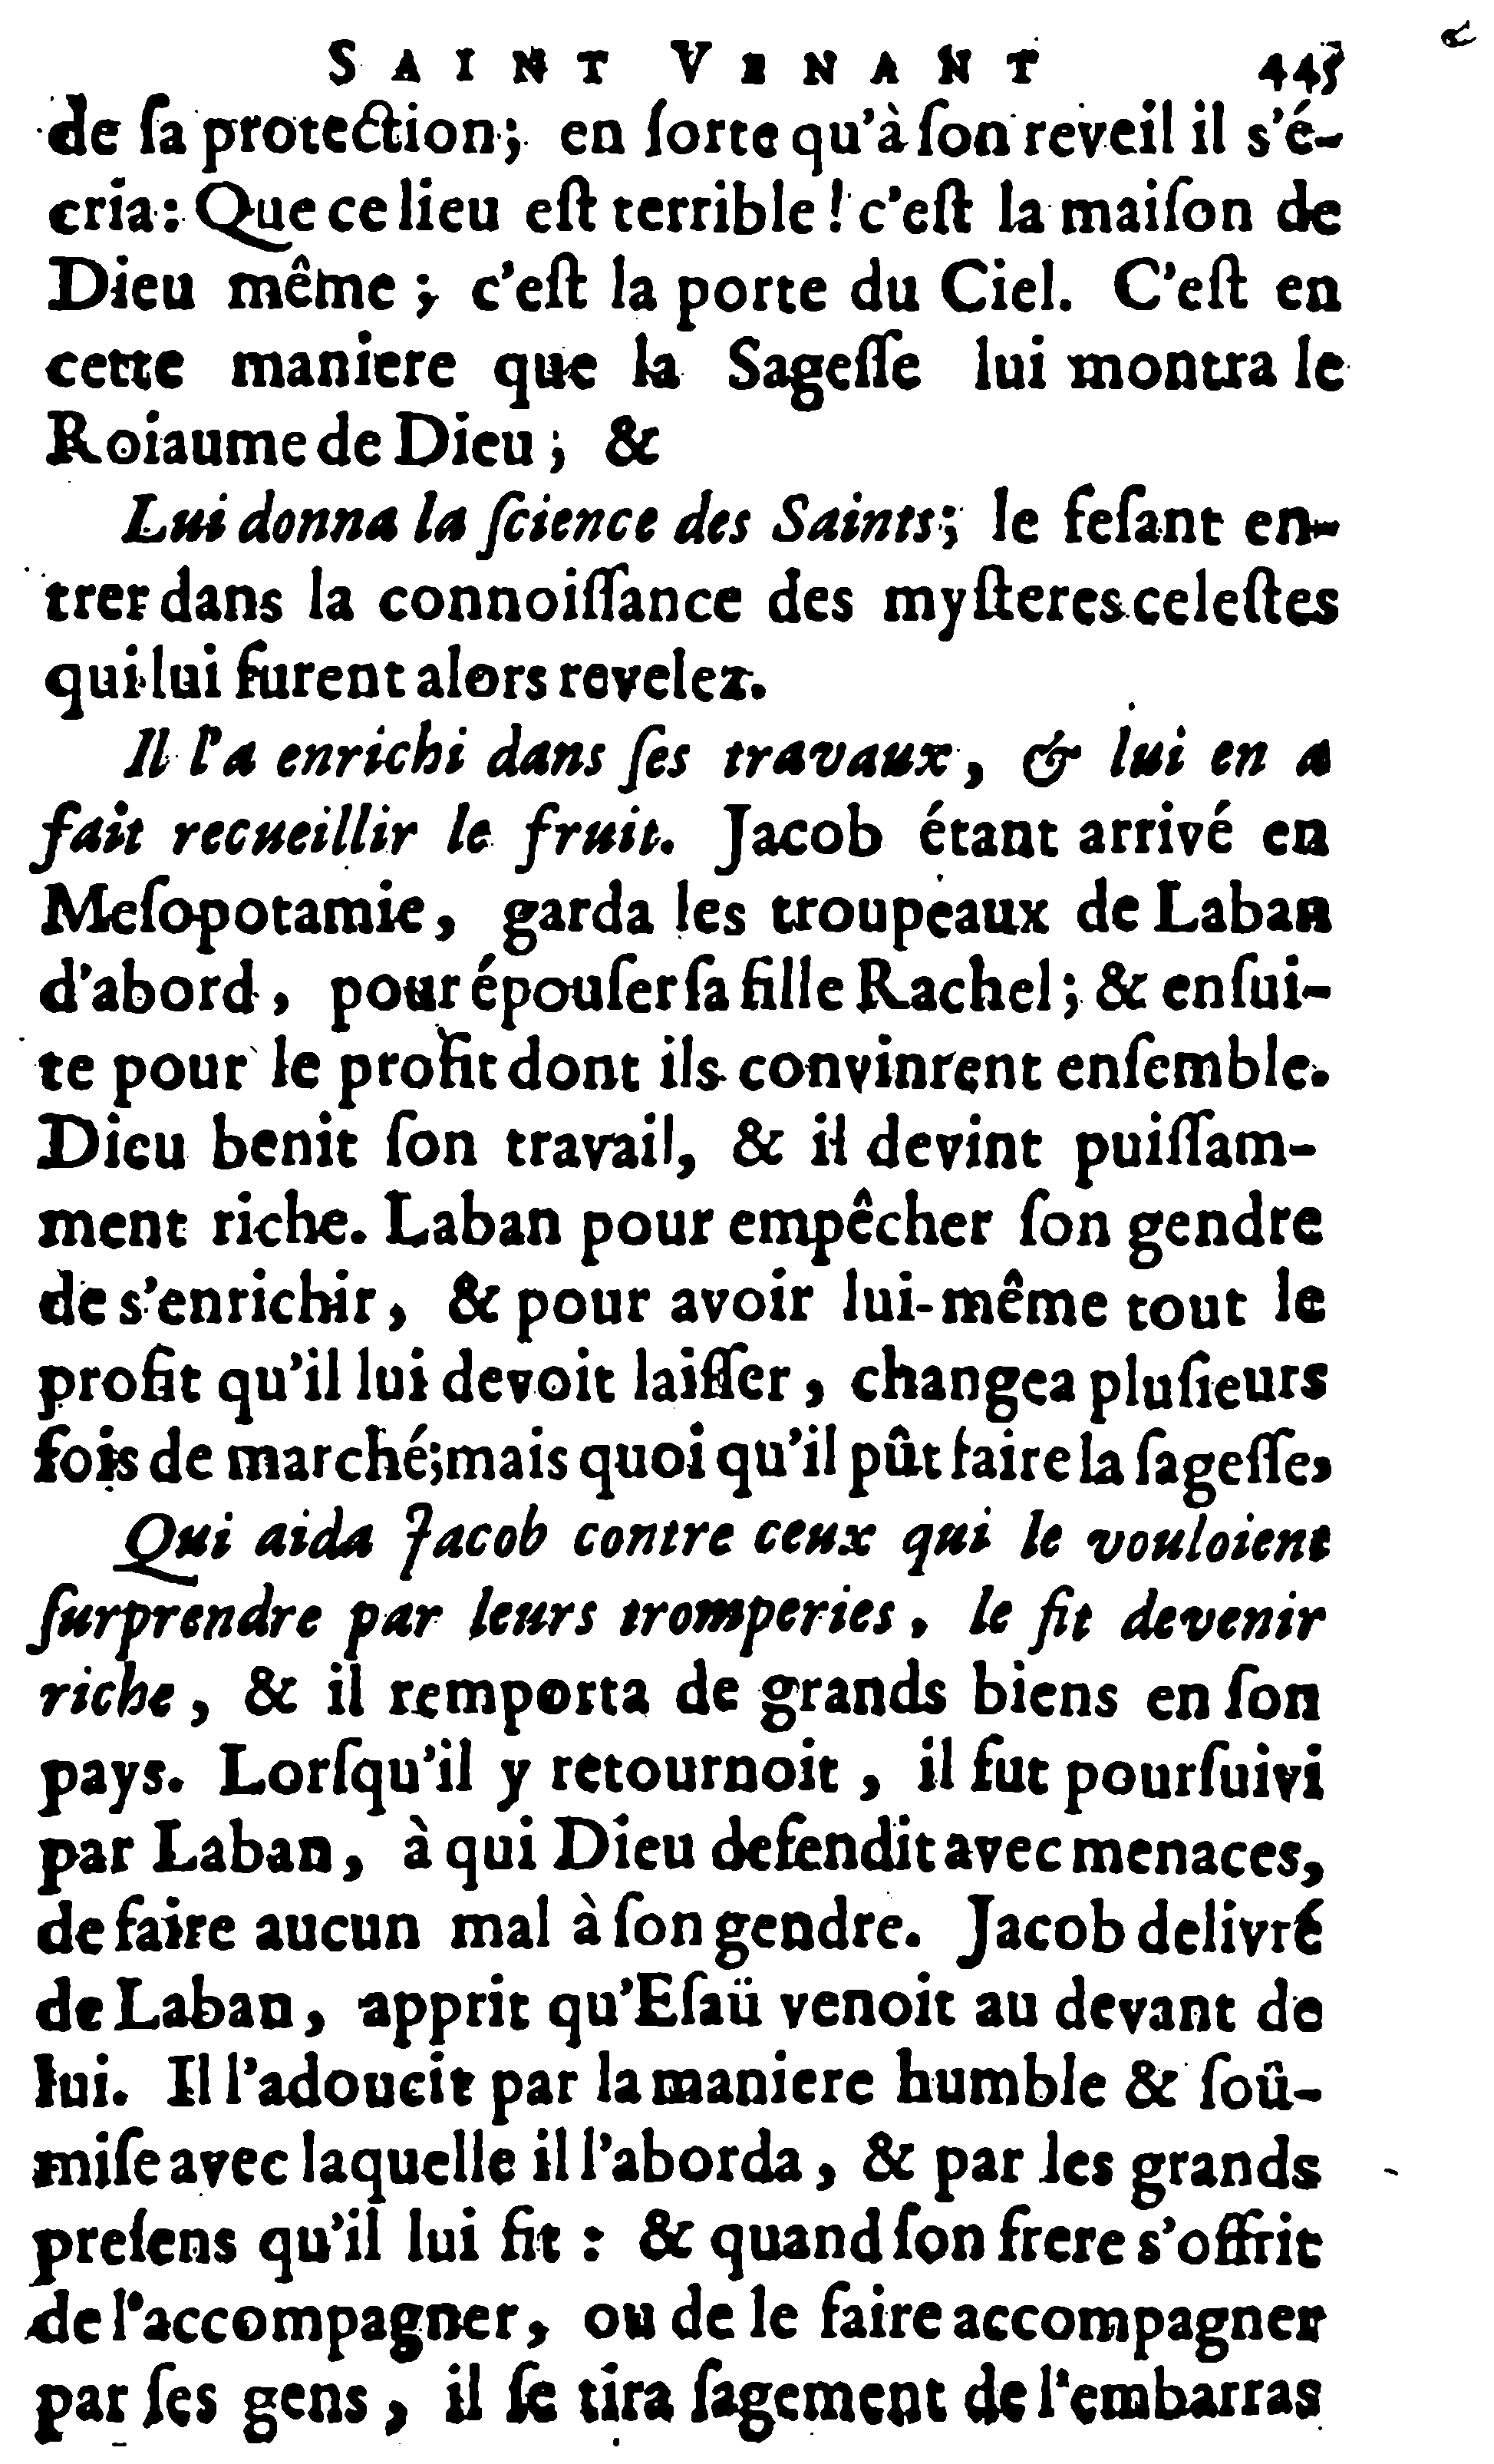 SAINT VENANT 445
de ſa protection; en ſorte qu'à ſon reveil il s'é-
cria: Que ce lieu eſt terrible! c'eſt la maiſon de
Dieu même; c'eſt la porte du Ciel. C'eſt en
cette maniere que la Sageſſe lui montra le
Roiaume de Dieu; &
Lui donna la ſcience des Saints; le feſant en-
trer dans la connoiſſance des myſteres celeſtes
qui lui furent alors revelez.
Il l'a enrichi dans ſes travaux, & lui en a
fait recueillir le fruit. Jacob étant arrivé en
Meſopotamie, garda les troupeaux de Laban
d'abord, pour épouſer ſa fille Rachel; & enſui-
te pour le profit dont ils convinrent enſemble.
Dieu benit ſon travail, & il devint puiſſam-
ment riche. Laban pour empêcher ſon gendre
de s'enrichir, & pour avoir lui-même tout le
profit qu'il lui devoit laiſſer, changea pluſieurs
fois de marché; mais quoi qu'il pût faire la ſageſſe,
Qui aida Jacob contre ceux qui le vouloient
ſurprendre par leurs tromperies, le fit devenir
riche, & il remporta de grands biens en ſon
pays. Lorſqu'il y retournoit, il fut pourſuivi
par Laban, à qui Dieu defendit avec menaces,
de faire aucun mal à ſon gendre. Jacob delivré
de Laban, apprit qu'Eſaü venoit au devant de
lui. Il l'adoucit par la maniere humble & ſoû-
miſe avec laquelle il l'aborda, & par les grands
preſens qu'il lui fit: & quand ſon frere s'offrit
de l'accompagner, ou de le faire accompagner
par ſes gens, il ſe tira ſagement de l'embarras